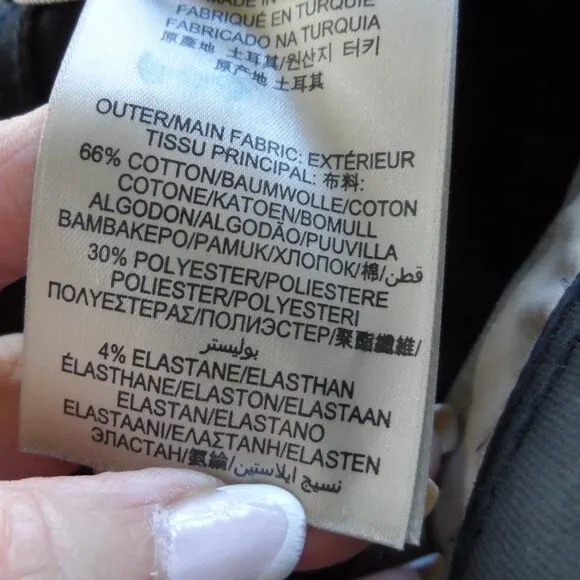 MADE IN
FABRIQUÉ EN TURQUIE
FABRICADO NA TURQUIA
原產地 土耳其/원산지 터키
原产地 土耳其
OUTER/MAIN FABRIC: EXTÉRIEUR
TISSU PRINCIPAL: 布料:
66% COTTON/BAUMWOLLE/COTON
COTONE/KATOEN/BOMULL
ALGODON/ALGODÃO/PUUVILLA
ΒΑΜΒΑΚΕΡΟ/PAMUK/ХЛОПОК/棉/قطن
30% POLYESTER/POLIESTERE
POLIESTER/POLYESTERI
ΠΟΛΥΕΣΤΕΡΑΣ/ПОЛИЭСТЕР/聚酯纖維/
بوليستر
4% ELASTANE/ELASTHAN
ÉLASTHANE/ELASTON/ELASTAAN
ELASTAN/ELASTANO
ELASTAANI/ΕΛΑΣΤΑΝΗ/ELASTEN
ЭЛАСТАН/氨綸/نسيج ايلاستين